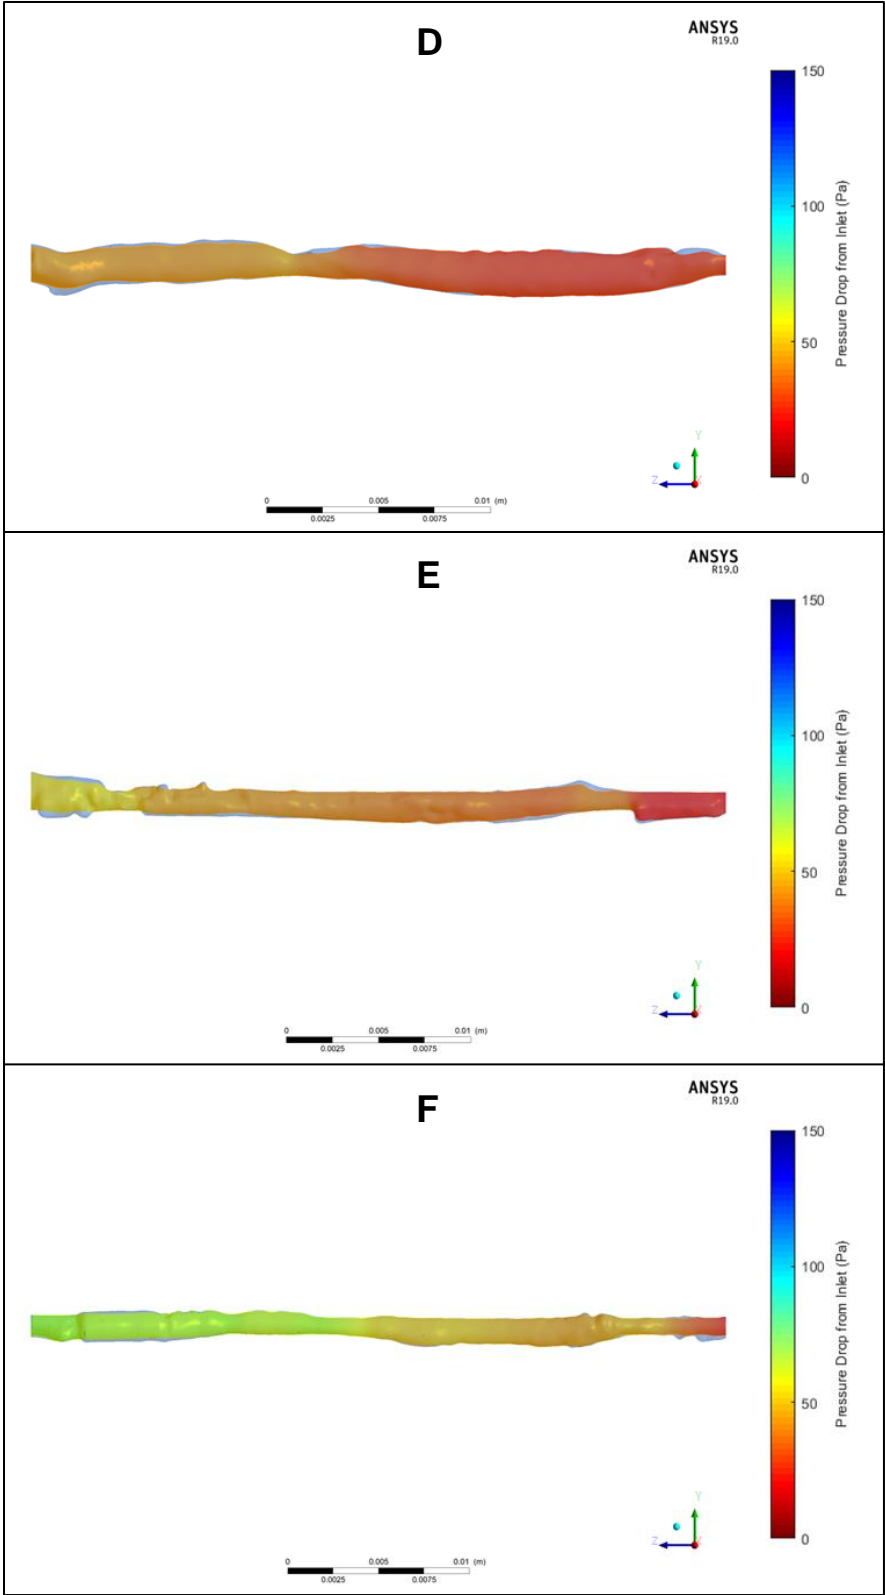 D
ANSYS
R19.0
150
100
50
0
Pressure Drop from Inlet (Pa)
Y
Z
X
0 0.005 0.01 (m)
0.0025 0.0075
E
ANSYS
R19.0
150
100
50
0
Pressure Drop from Inlet (Pa)
Y
Z
X
0 0.005 0.01 (m)
0.0025 0.0075
F
ANSYS
R19.0
150
100
50
0
Pressure Drop from Inlet (Pa)
Y
Z
X
0 0.005 0.01 (m)
0.0025 0.0075